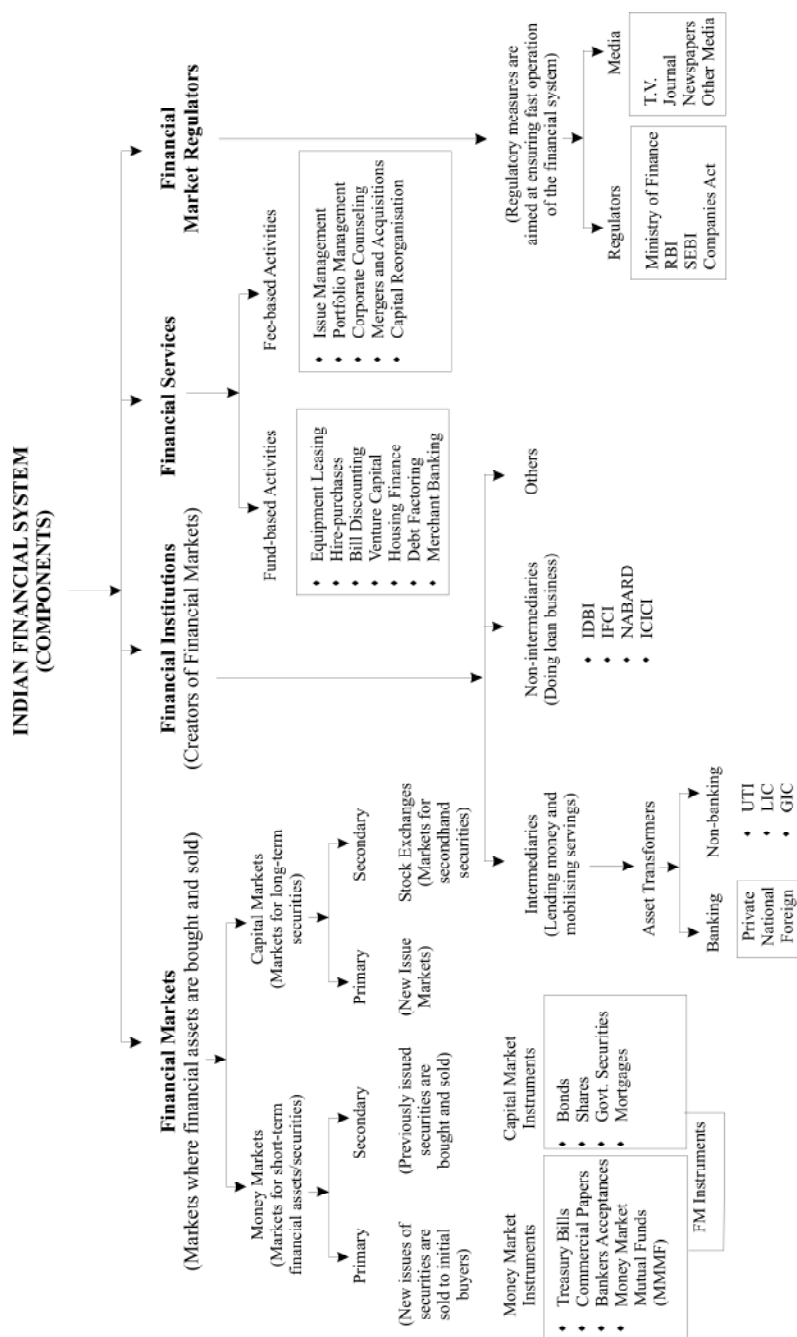 INDIAN FINANCIAL SYSTEM
(COMPONENTS)
Financial Markets
(Markets where financial assets are bought and sold)
Financial Institutions
(Creators of Financial Markets)
Financial Services
Financial
Market Regulators
Money Markets
(Markets for short-term
financial assets/securities)
Capital Markets
(Markets for long-term
securities)
Primary
(New issues of
securities are
sold to initial
buyers)
Secondary
(Previously issued
securities are
bought and sold)
Primary
(New Issue
Markets)
Secondary
Stock Exchanges
(Markets for
secondhand
securities)
Money Market
Instruments
♦ Treasury Bills
♦ Commercial Papers
♦ Bankers Acceptances
♦ Money Market
Mutual Funds
(MMMF)
Capital Market
Instruments
♦ Bonds
♦ Shares
♦ Govt. Securities
♦ Mortgages
FM Instruments
Intermediaries
(Lending money and
mobilising servings)
Asset Transformers
Banking
Private
National
Foreign
Non-banking
♦ UTI
♦ LIC
♦ GIC
Non-intermediaries
(Doing loan business)
♦ IDBI
♦ IFCI
♦ NABARD
♦ ICICI
Others
Fund-based Activities
♦ Equipment Leasing
♦ Hire-purchases
♦ Bill Discounting
♦ Venture Capital
♦ Housing Finance
♦ Debt Factoring
♦ Merchant Banking
Fee-based Activities
♦ Issue Management
♦ Portfolio Management
♦ Corporate Counseling
♦ Mergers and Acquisitions
♦ Capital Reorganisation
(Regulatory measures are
aimed at ensuring fast operation
of the financial system)
Regulators
Ministry of Finance
RBI
SEBI
Companies Act
Media
T.V.
Journal
Newspapers
Other Media